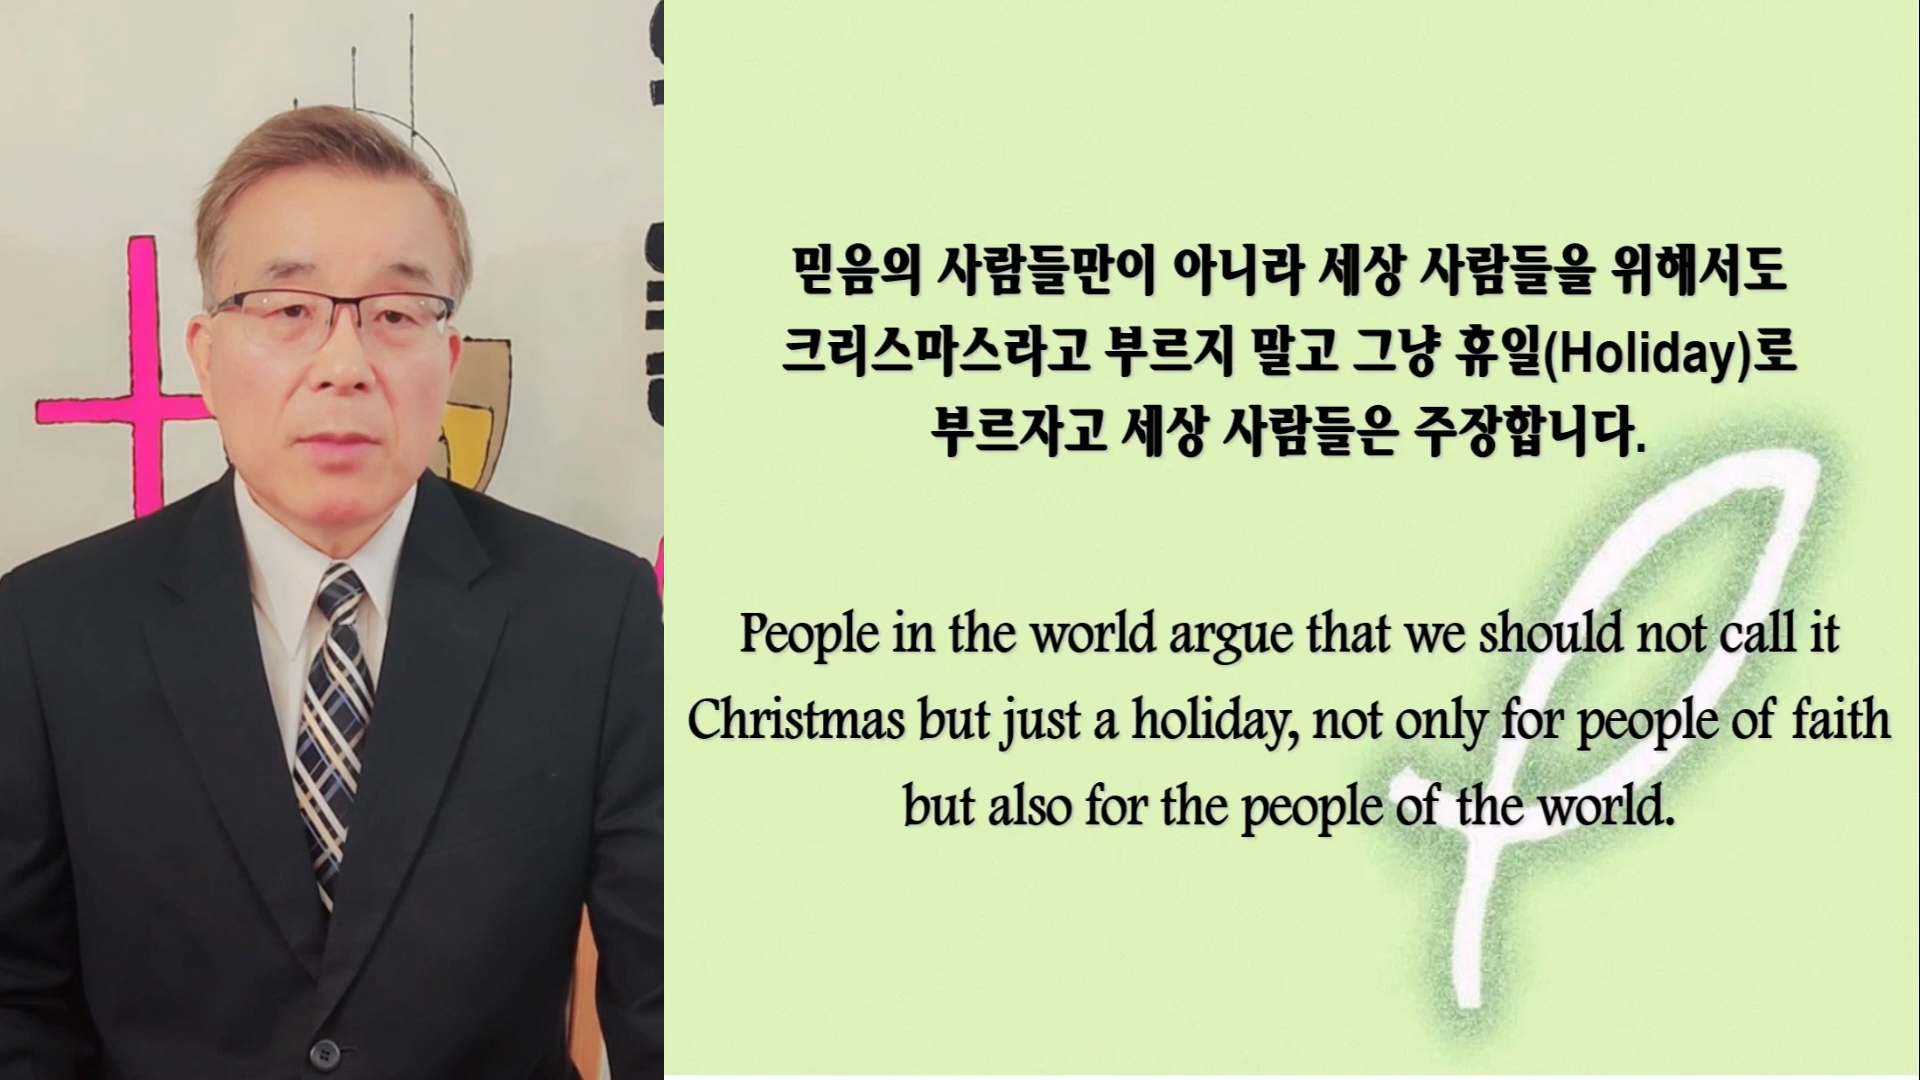 믿음의 사람들만이 아니라 세상 사람들을 위해서도
크리스마스라고 부르지 말고 그냥 휴일(Holiday)로
부르자고 세상 사람들은 주장합니다.
People in the world argue that we should not call it
Christmas but just a holiday, not only for people of faith
but also for the people of the world.